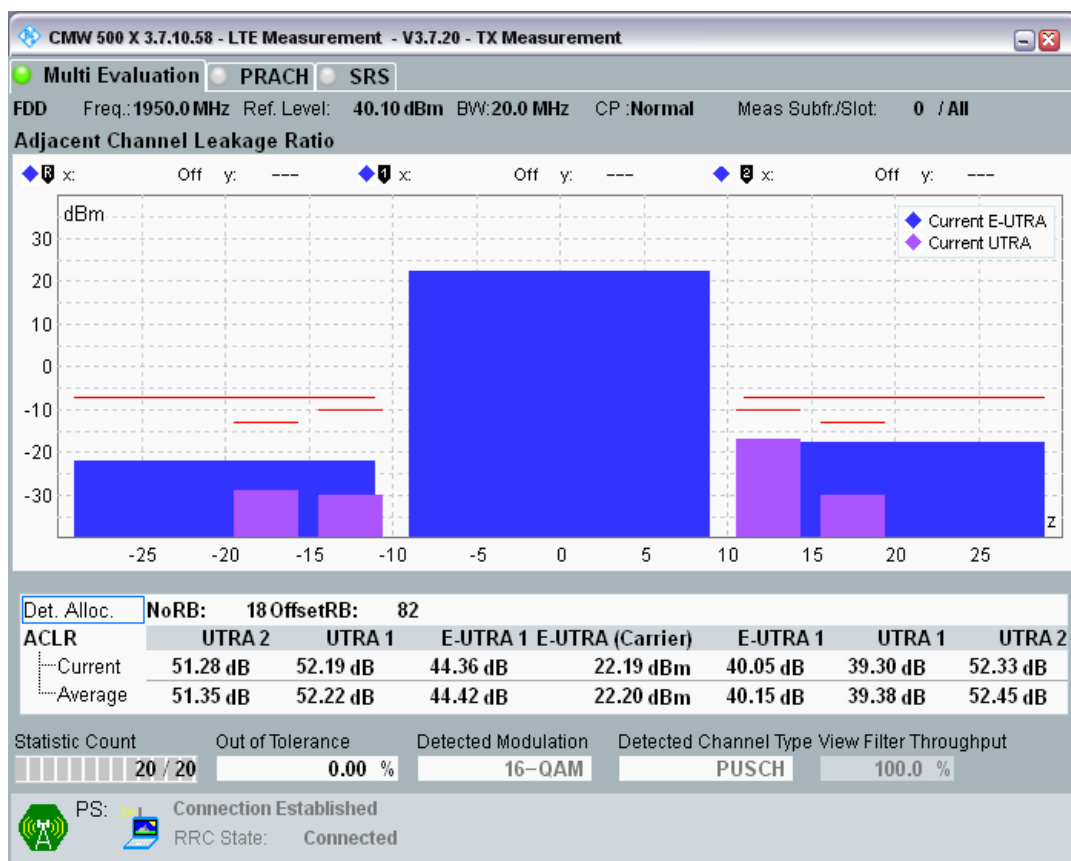 CMW 500 X 3.7.10.58 - LTE Measurement - V3.7.20 - TX Measurement
Multi Evaluation PRACH SRS
FDD Freq.: 1950.0 MHz Ref. Level: 40.10 dBm BW: 20.0 MHz CP : Normal Meas Subfr./Slot: 0 / All
Adjacent Channel Leakage Ratio
R x: Off y: --- 1 x: Off y: --- 2 x: Off y: ---
dBm
Current E-UTRA
Current UTRA
30
20
10
0
-10
-20
-30
z
-25 -20 -15 -10 -5 0 5 10 15 20 25
Det. Alloc. NoRB: 18 OffsetRB: 82
ACLR UTRA 2 UTRA 1 E-UTRA 1 E-UTRA (Carrier) E-UTRA 1 UTRA 1 UTRA 2
Current 51.28 dB 52.19 dB 44.36 dB 22.19 dBm 40.05 dB 39.30 dB 52.33 dB
Average 51.35 dB 52.22 dB 44.42 dB 22.20 dBm 40.15 dB 39.38 dB 52.45 dB
Statistic Count Out of Tolerance Detected Modulation Detected Channel Type View Filter Throughput
20 / 20 0.00 % 16-QAM PUSCH 100.0 %
PS: Connection Established
RRC State: Connected